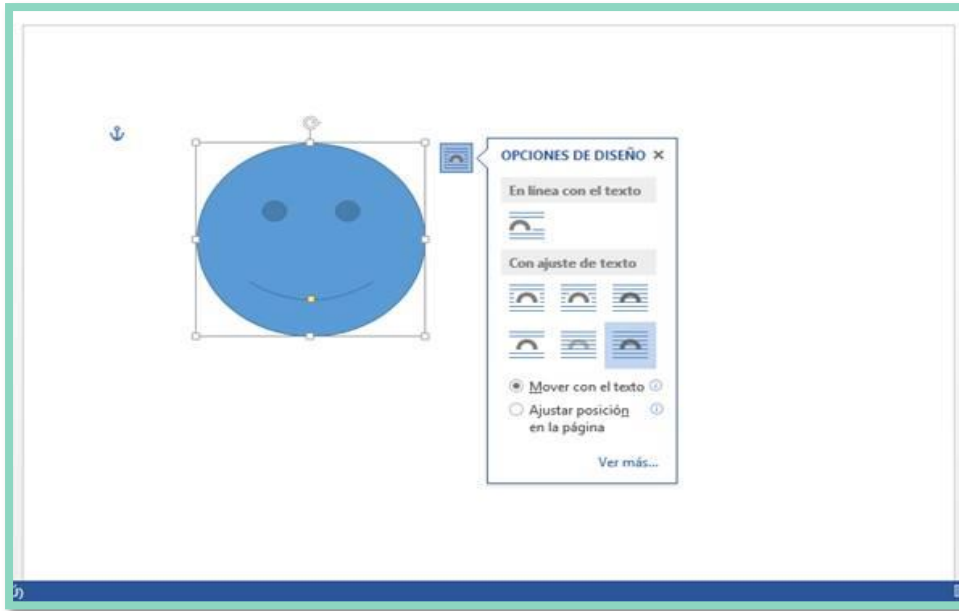 OPCIONES DE DISEÑO ×
En línea con el texto
Con ajuste de texto
Mover con el texto
Ajustar posición
en la página
Ver más...